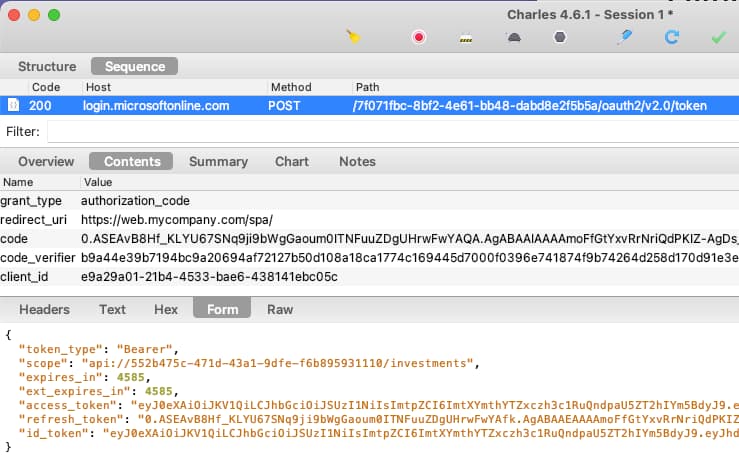 Charles 4.6.1 - Session 1 *
Structure Sequence
Code Host Method Path
200 login.microsoftonline.com POST /7f071fbc-8bf2-4e61-bb48-dabd8e2f5b5a/oauth2/v2.0/token
Filter:
Overview Contents Summary Chart Notes
Name Value
grant_type authorization_code
redirect_uri https://web.mycompany.com/spa/
code 0.ASEAvB8Hf_KLYU67SNq9ji9bWgGaoum0ITNFuuZDgUHrwFwYAQA.AgABAAIAAAAmoFfGtYxvRrNriQdPKIZ-AgDs_
code_verifier b9a44e39b7194bc9a20694af72127b50d108a18ca1774c169445d7000f0396e741874f9b74264d258d170d91e3e
client_id e9a29a01-21b4-4533-bae6-438141ebc05c
Headers Text Hex Form Raw
{
"token_type": "Bearer",
"scope": "api://552b475c-471d-43a1-9dfe-f6b895931110/investments",
"expires_in": 4585,
"ext_expires_in": 4585,
"access_token": "eyJ0eXAiOiJKV1QiLCJhbGciOiJSUzI1NiIsImtpZCI6ImtXYmthYTZxczh3c1RuQndpaU5ZT2hIYm5BdyJ9.e
"refresh_token": "0.ASEAvB8Hf_KLYU67SNq9ji9bWgGaoum0ITNFuuZDgUHrwFwYAfk.AgABAAEAAAAmoFfGtYxvRrNriQdPKIZ
"id_token": "eyJ0eXAiOiJKV1QiLCJhbGciOiJSUzI1NiIsImtpZCI6ImtXYmthYTZxczh3c1RuQndpaU5ZT2hIYm5BdyJ9.eyJhd
}